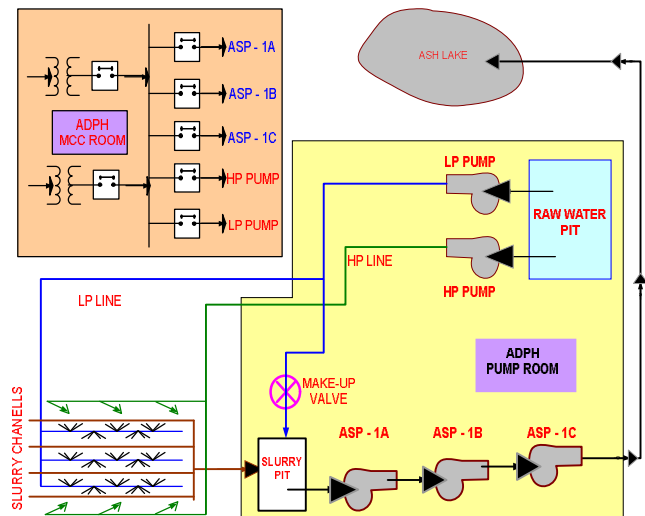 ASP - 1A
ASP - 1B
ADPH
MCC ROOM
ASP - 1C
HP PUMP
LP PUMP
ASH LAKE
LP PUMP
RAW WATER
PIT
HP LINE
HP PUMP
LP LINE
ADPH
PUMP ROOM
MAKE-UP
VALVE
SLURRY CHANELLS
ASP - 1A
ASP - 1B
ASP - 1C
SLURRY
PIT